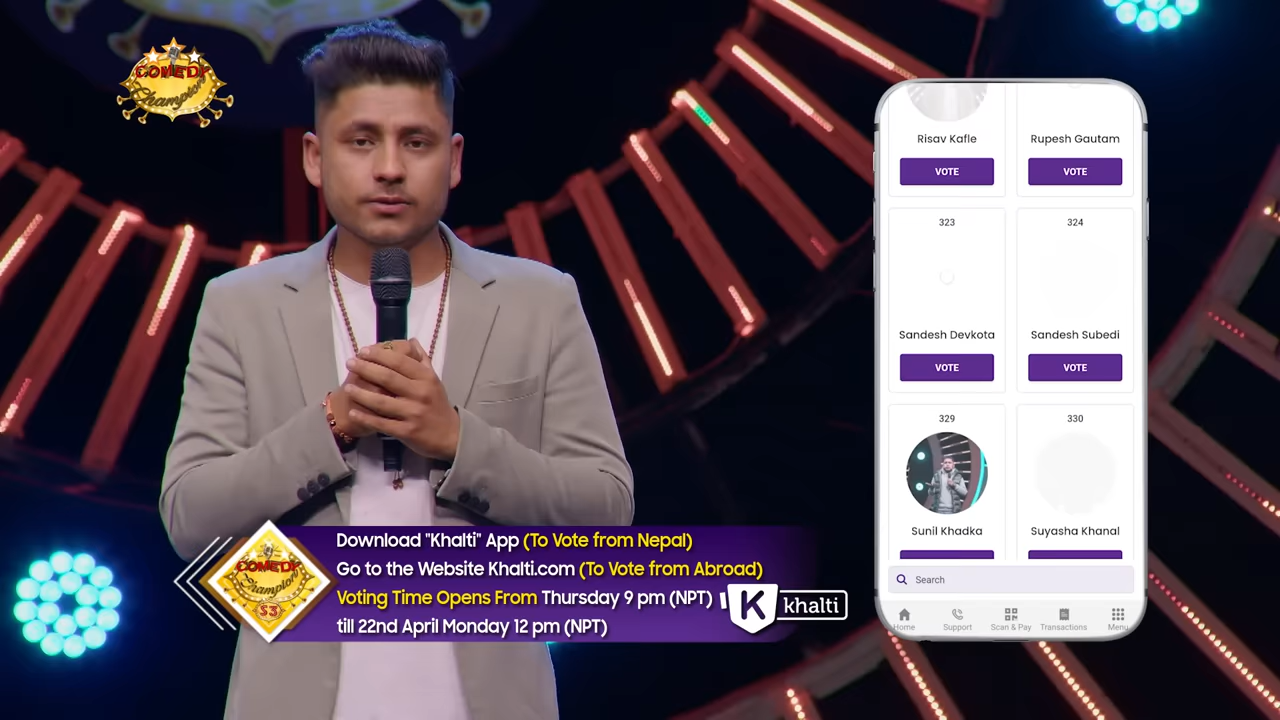 COMEDY
Champion
Risav Kafle
Rupesh Gautam
VOTE
VOTE
323
324
Sandesh Devkota
Sandesh Subedi
VOTE
VOTE
329
330
Sunil Khadka
Suyasha Khanal
Search
Home
Support
Scan & Pay
Transactions
Menu
COMEDY
Champion
S3
Download "Khalti" App (To Vote from Nepal)
Go to the Website Khalti.com (To Vote from Abroad)
Voting Time Opens From Thursday 9 pm (NPT)
till 22nd April Monday 12 pm (NPT)
K khalti